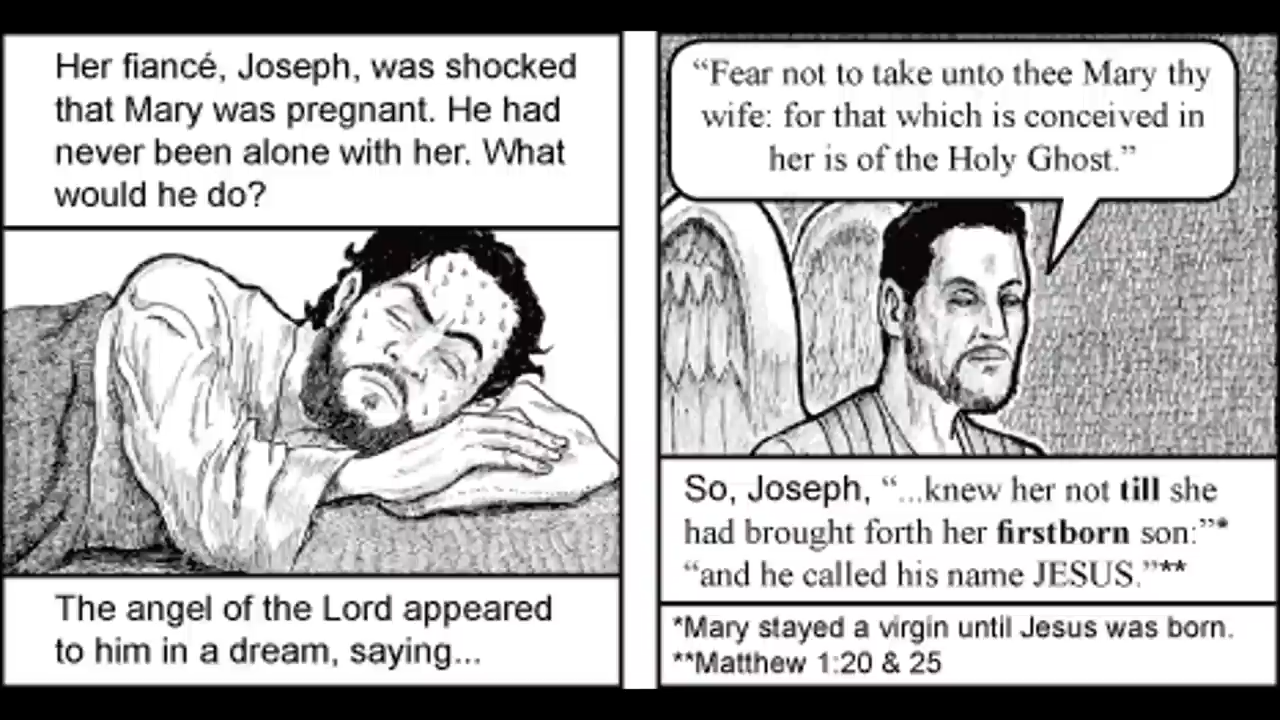 Her fiancé, Joseph, was shocked
that Mary was pregnant. He had
never been alone with her. What
would he do?
The angel of the Lord appeared
to him in a dream, saying...
“Fear not to take unto thee Mary thy
wife: for that which is conceived in
her is of the Holy Ghost.”
So, Joseph, “...knew her not till she
had brought forth her firstborn son:”*
“and he called his name JESUS.”**
*Mary stayed a virgin until Jesus was born.
**Matthew 1:20 & 25